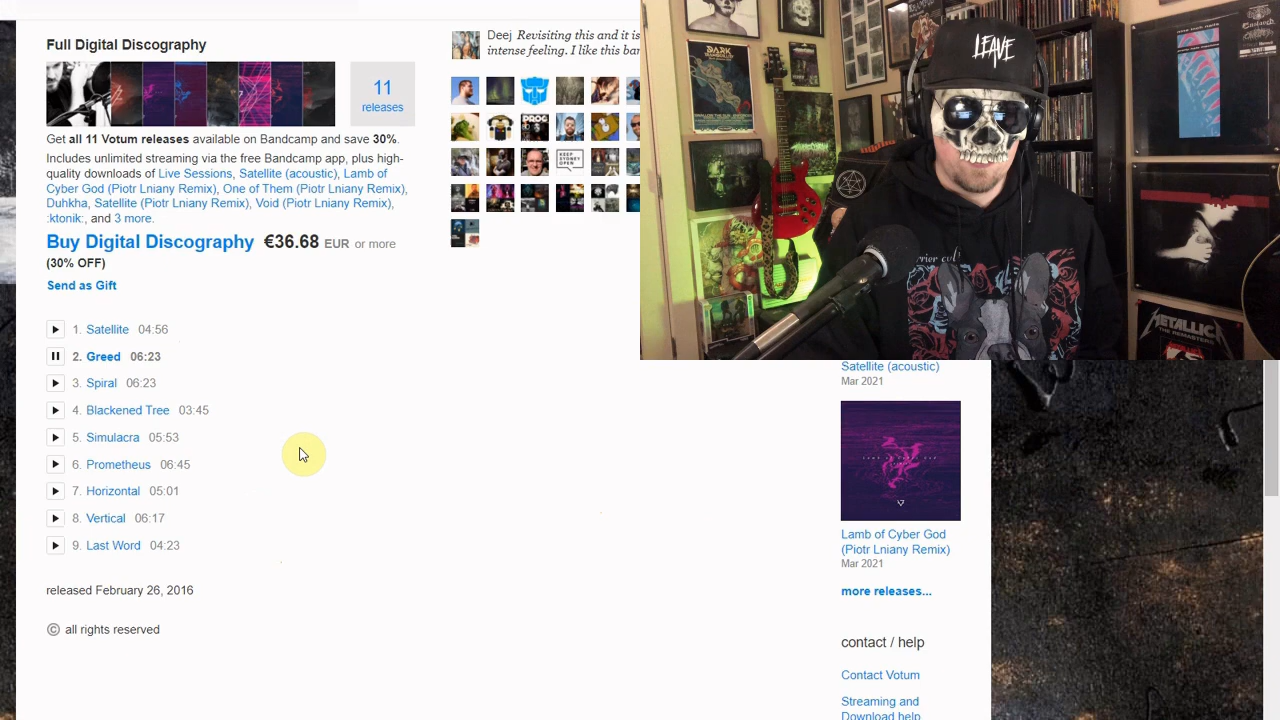 Full Digital Discography
11
releases
Get all 11 Votum releases available on Bandcamp and save 30%.
Includes unlimited streaming via the free Bandcamp app, plus high-
quality downloads of Live Sessions, Satellite (acoustic), Lamb of
Cyber God (Piotr Lniany Remix), One of Them (Piotr Lniany Remix),
Duhkha, Satellite (Piotr Lniany Remix), Void (Piotr Lniany Remix),
:ktonik:, and 3 more.
Buy Digital Discography €36.68 EUR or more
(30% OFF)
Send as Gift
1. Satellite 04:56
2. Greed 06:23
3. Spiral 06:23
4. Blackened Tree 03:45
5. Simulacra 05:53
6. Prometheus 06:45
7. Horizontal 05:01
8. Vertical 06:17
9. Last Word 04:23
released February 26, 2016
© all rights reserved
Deej Revisiting this and it is
intense feeling. I like this bar
PROG
KEEP
SYDNEY
OPEN
DARK
TRANQUILLITY
LEAVE
METALLICA
Satellite (acoustic)
Mar 2021
Lamb of Cyber God
(Piotr Lniany Remix)
Mar 2021
more releases...
contact / help
Contact Votum
Streaming and
Download help